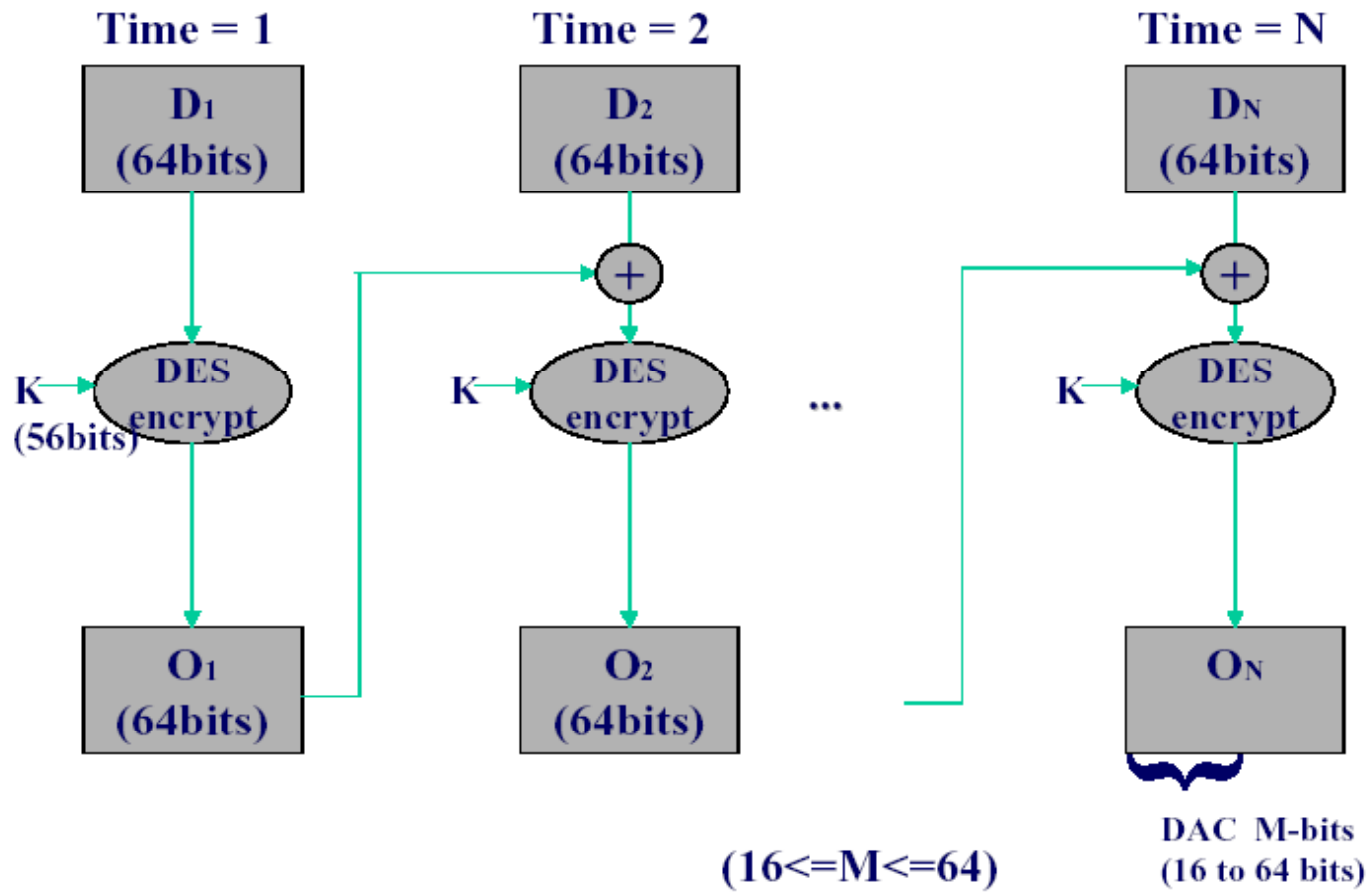 Time = 1
Time = 2
Time = N
D1
(64bits)
D2
(64bits)
DN
(64bits)
+
+
K
(56bits)
DES
encrypt
K
DES
encrypt
...
K
DES
encrypt
O1
(64bits)
O2
(64bits)
ON
DAC M-bits
(16 to 64 bits)
(16<=M<=64)